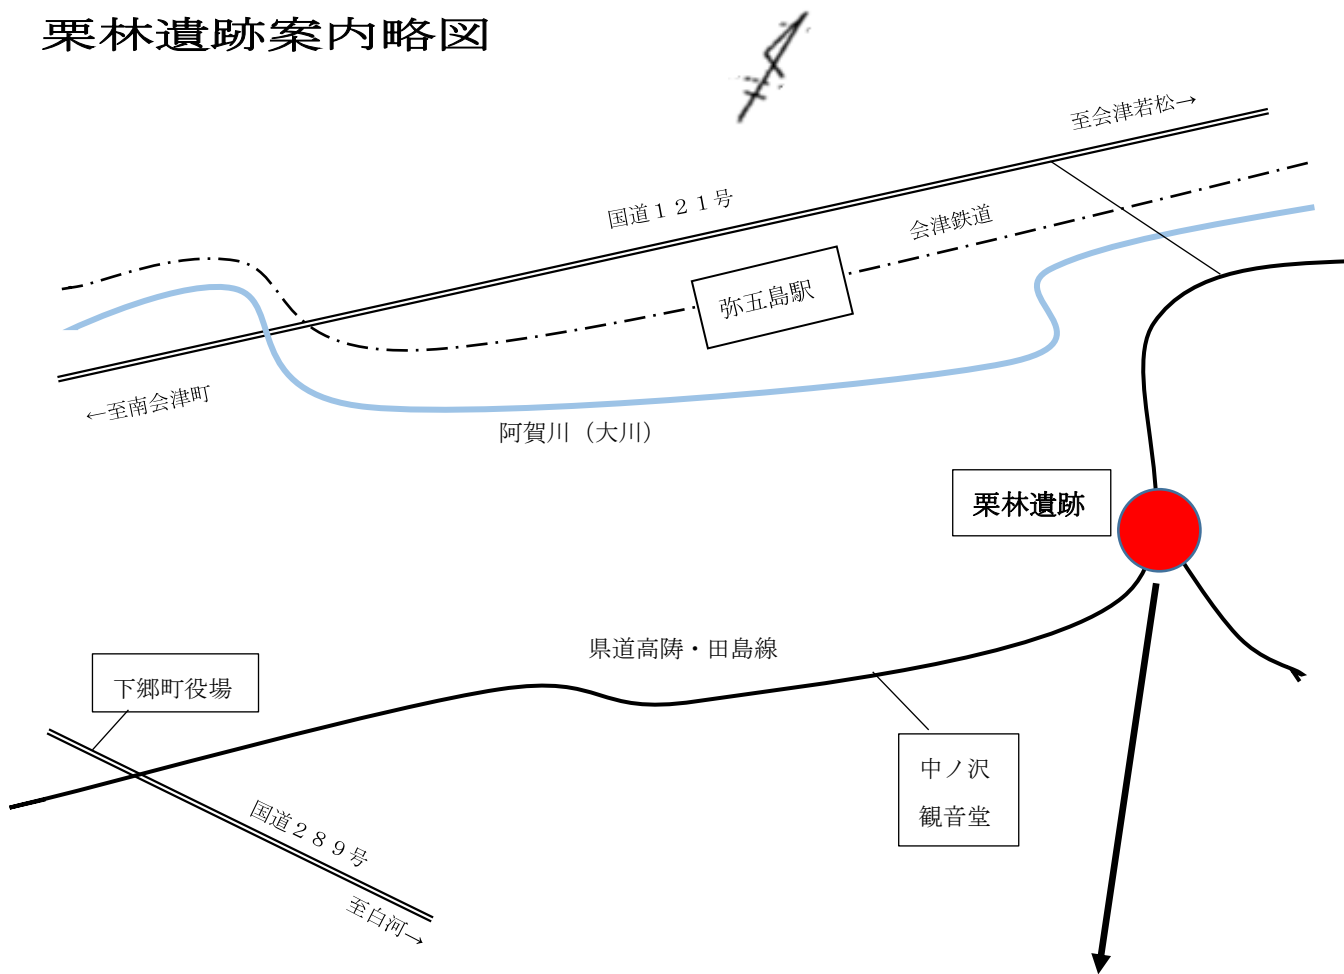 栗林遺跡案内略図
至会津若松→
国道１２１号
会津鉄道
弥五島駅
←至南会津町
阿賀川（大川）
栗林遺跡
県道高陦・田島線
下郷町役場
中ノ沢
観音堂
国道２８９号
至白河→